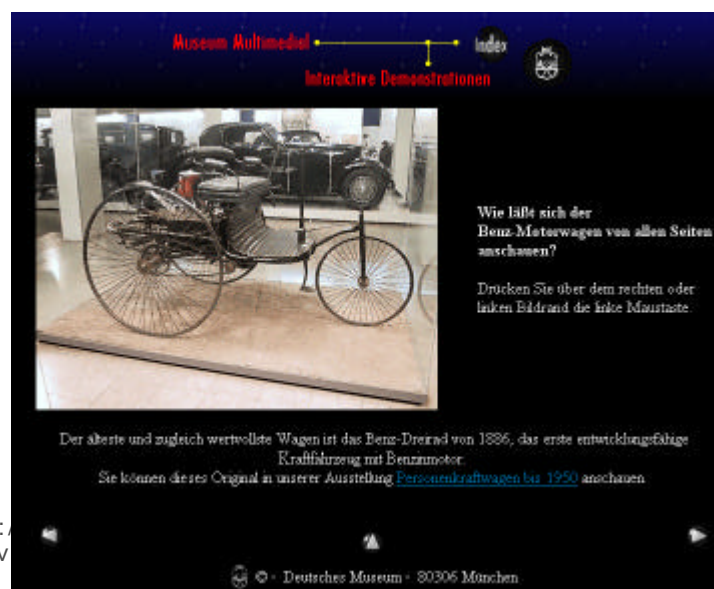 Museum Multimedial
Index
Interaktive Demonstrationen
Wie läßt sich der
Benz-Motorwagen von allen Seiten
anschauen?
Drücken Sie über dem rechten oder
linken Bildrand die linke Maustaste.
Der älteste und zugleich wertvollste Wagen ist das Benz-Dreirad von 1886, das erste entwicklungsfähige
Kraftfahrzeug mit Benzinmotor.
Sie können dieses Original in unserer Ausstellung Personenkraftwagen bis 1950 anschauen.
© - Deutsches Museum - 80306 München